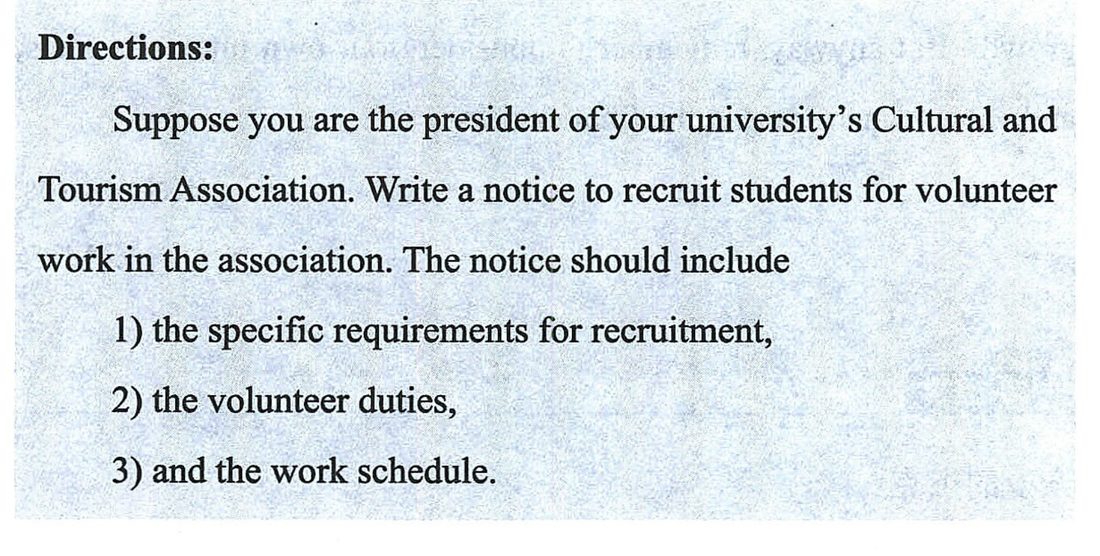 Directions:
Suppose you are the president of your university's Cultural and
Tourism Association. Write a notice to recruit students for volunteer
work in the association. The notice should include
1) the specific requirements for recruitment,
2) the volunteer duties,
3) and the work schedule.